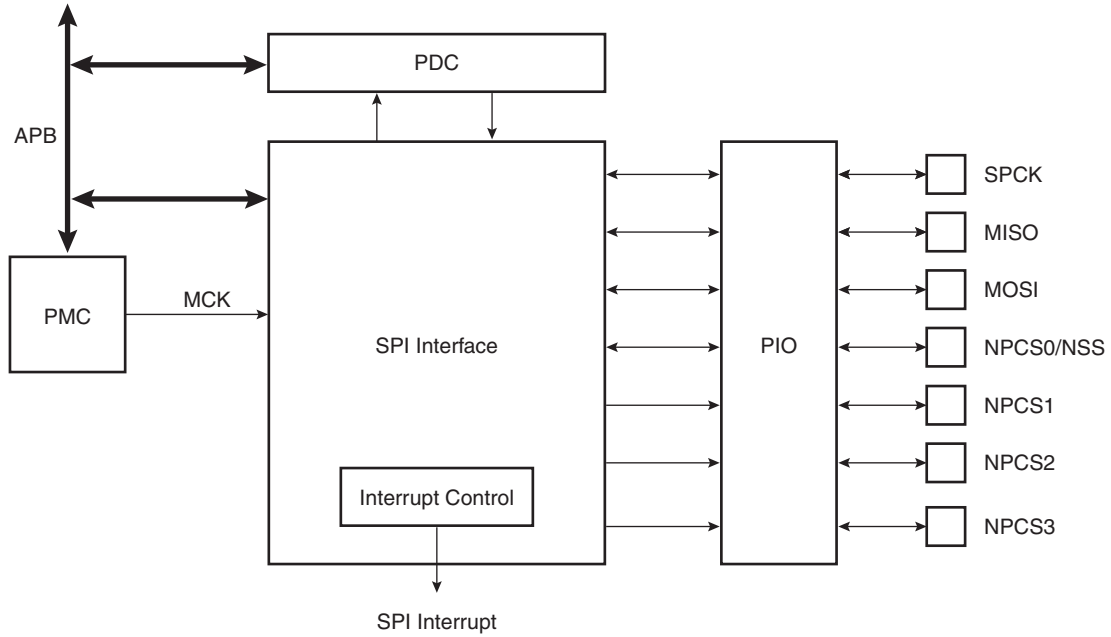 PDC
APB
SPCK
MISO
PMC
MCK
MOSI
SPI Interface
PIO
NPCS0/NSS
NPCS1
NPCS2
Interrupt Control
NPCS3
SPI Interrupt